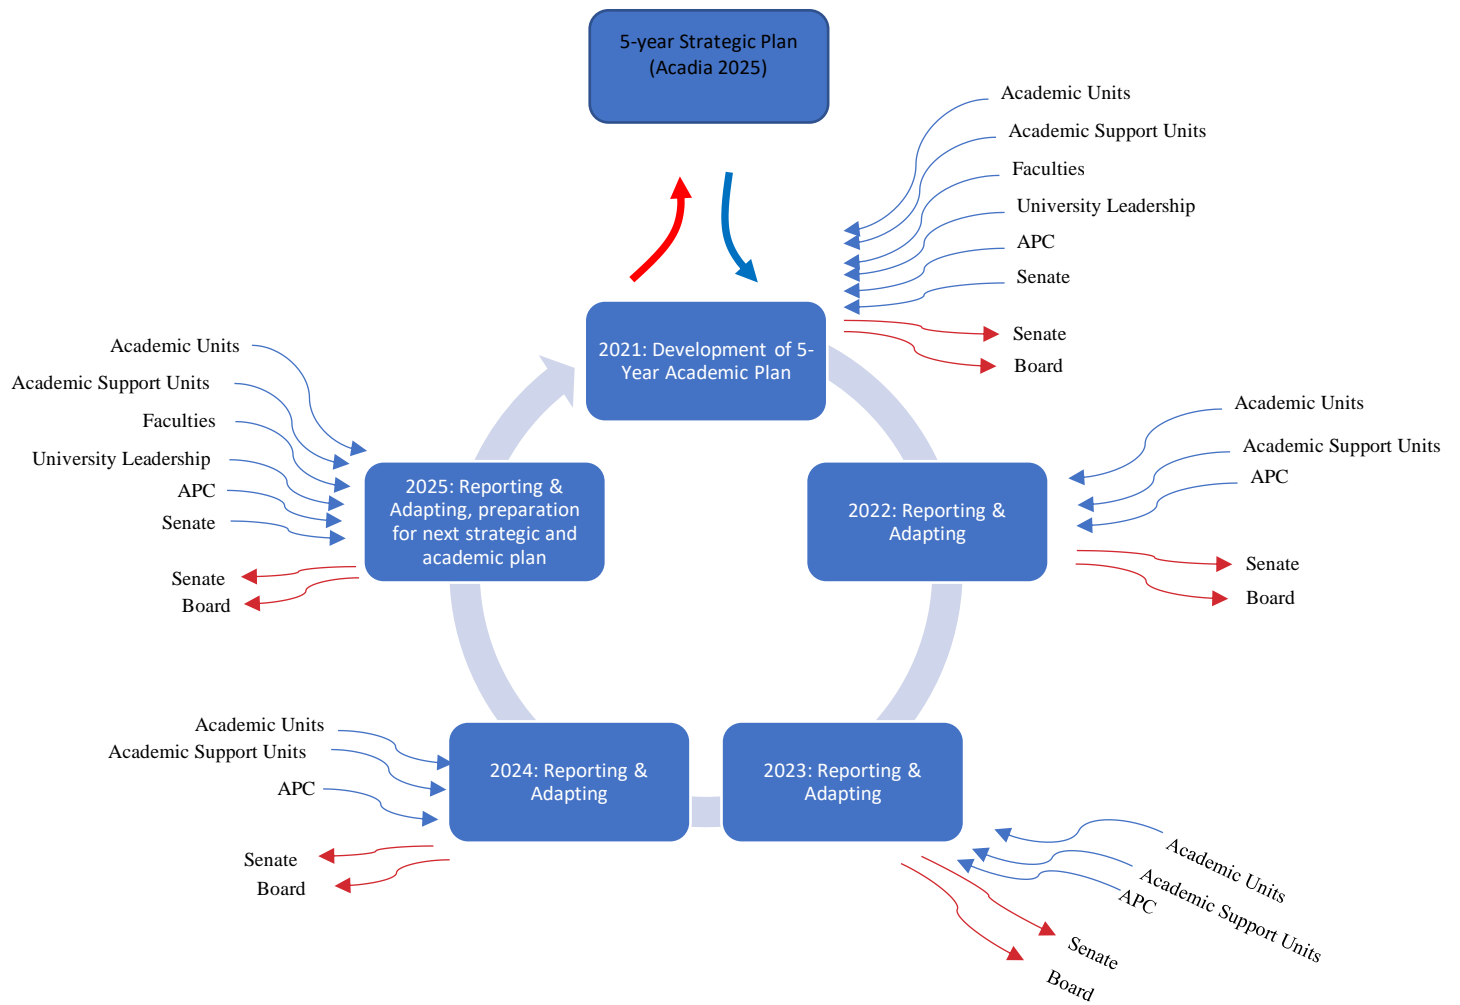 5-year Strategic Plan
(Acadia 2025)
Academic Units
Academic Support Units
Faculties
University Leadership
APC
Senate
Senate
Board
2021: Development of 5-
Year Academic Plan
Academic Units
Academic Support Units
Faculties
University Leadership
APC
Senate
Senate
Board
2025: Reporting &
Adapting, preparation
for next strategic and
academic plan
2022: Reporting &
Adapting
Academic Units
Academic Support Units
APC
Senate
Board
Academic Units
Academic Support Units
APC
Senate
Board
2024: Reporting &
Adapting
2023: Reporting &
Adapting
Academic Units
Academic Support Units
APC
Senate
Board